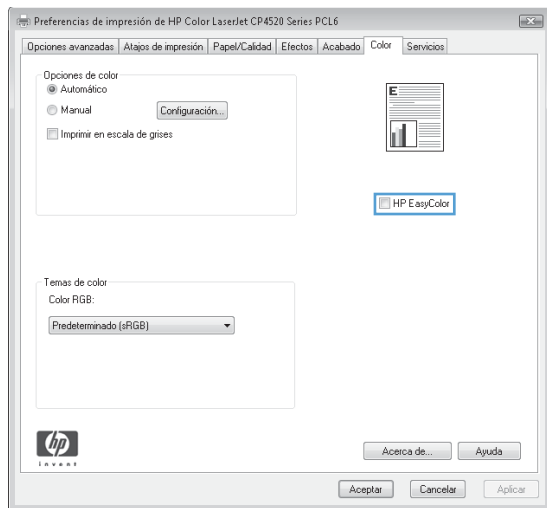 Preferencias de impresión de HP Color LaserJet CP4520 Series PCL6
Opciones avanzadas Atajos de impresión Papel/Calidad Efectos Acabado Color Servicios
Opciones de color
Automático
Manual
Configuración...
Imprimir en escala de grises
E
HP EasyColor
Temas de color
Color RGB:
Predeterminado (sRGB)
hp
invent
Acerca de...
Ayuda
Aceptar
Cancelar
Aplicar